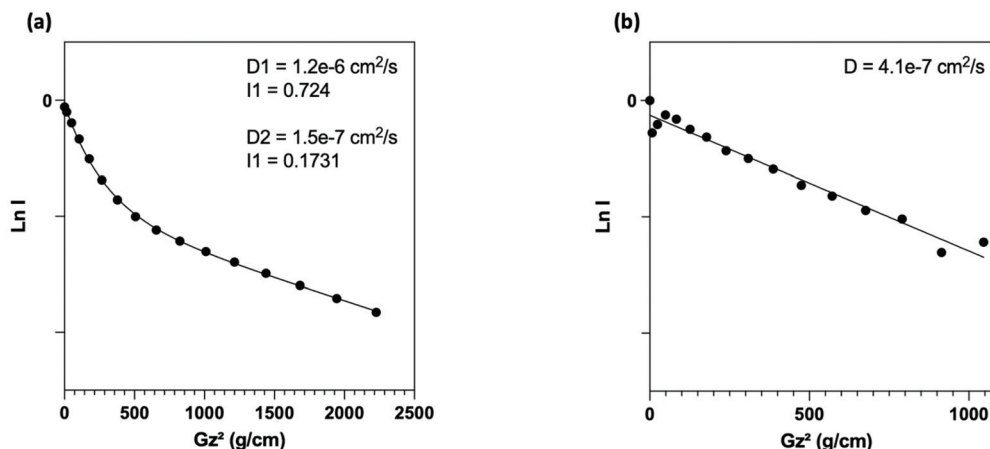 (a)
D1 = 1.2e-6 cm²/s
I1 = 0.724
D2 = 1.5e-7 cm²/s
I1 = 0.1731
0
Ln I
0 500 1000 1500 2000 2500
Gz² (g/cm)
(b)
D = 4.1e-7 cm²/s
0
Ln I
0 500 1000
Gz² (g/cm)